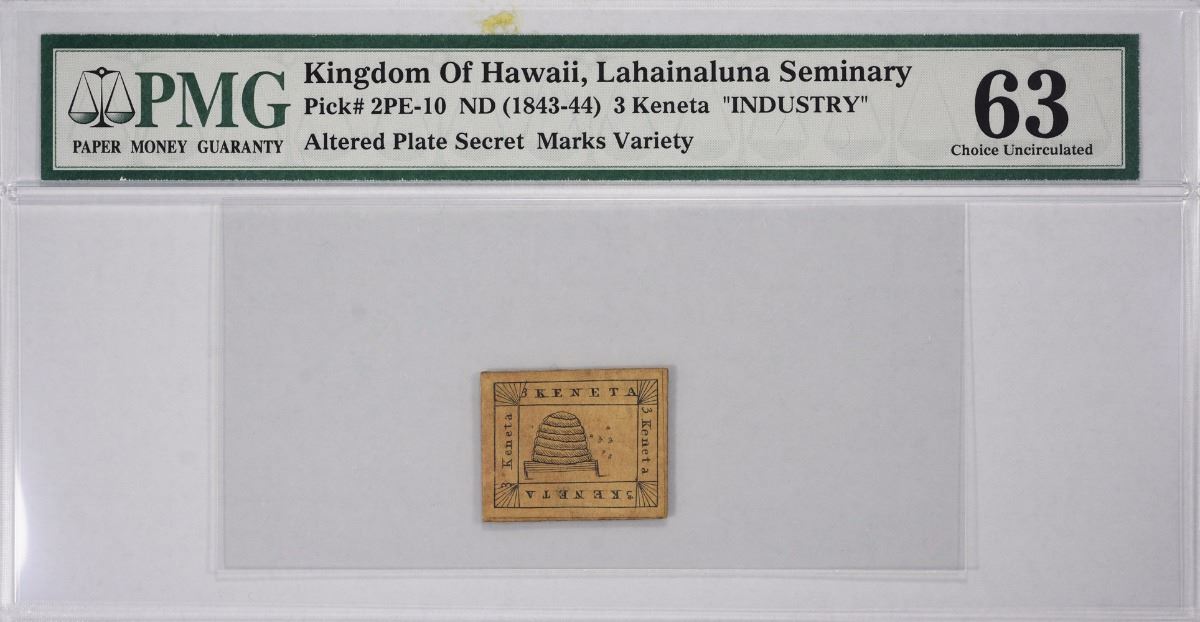 PMG
PAPER MONEY GUARANTY
Kingdom Of Hawaii, Lahainaluna Seminary
Pick# 2PE-10 ND (1843-44) 3 Keneta "INDUSTRY"
Altered Plate Secret Marks Variety
63
Choice Uncirculated
3 KENETA
3 Keneta
3 Keneta
3 KENETA